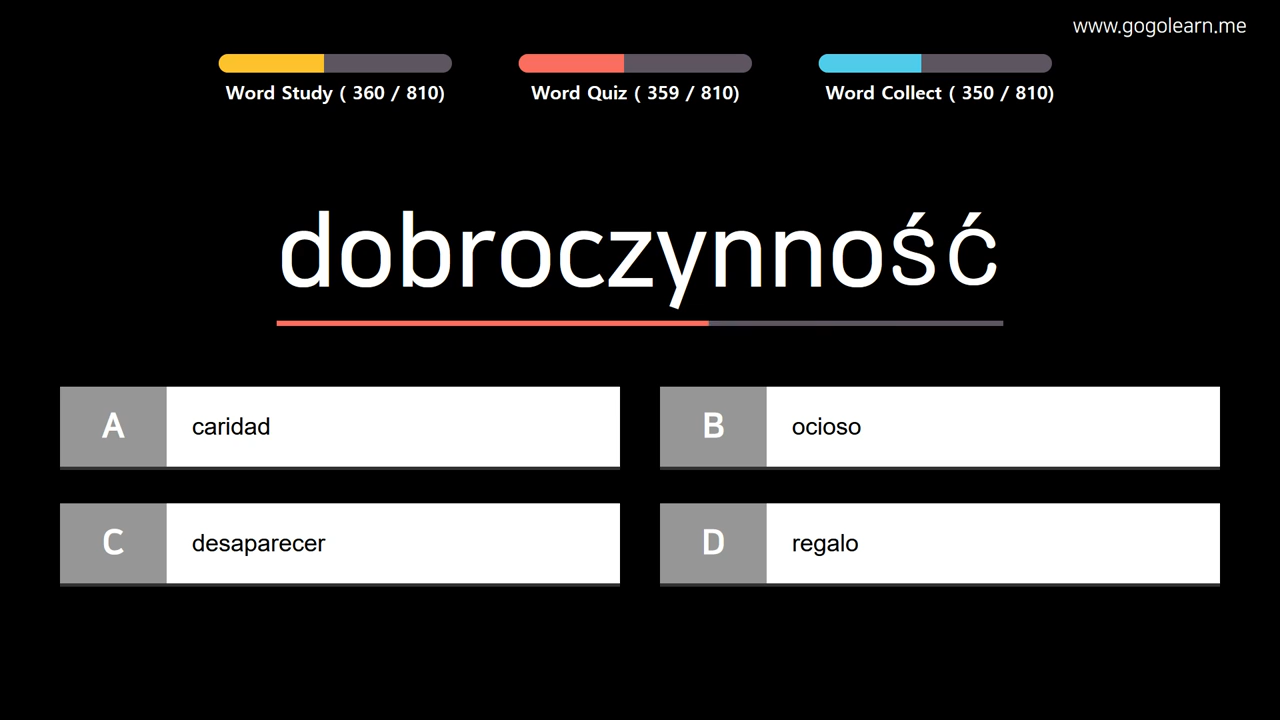 www.gogolearn.me
Word Study ( 360 / 810)
Word Quiz ( 359 / 810)
Word Collect ( 350 / 810)
dobroczynność
A caridad
B ocioso
C desaparecer
D regalo